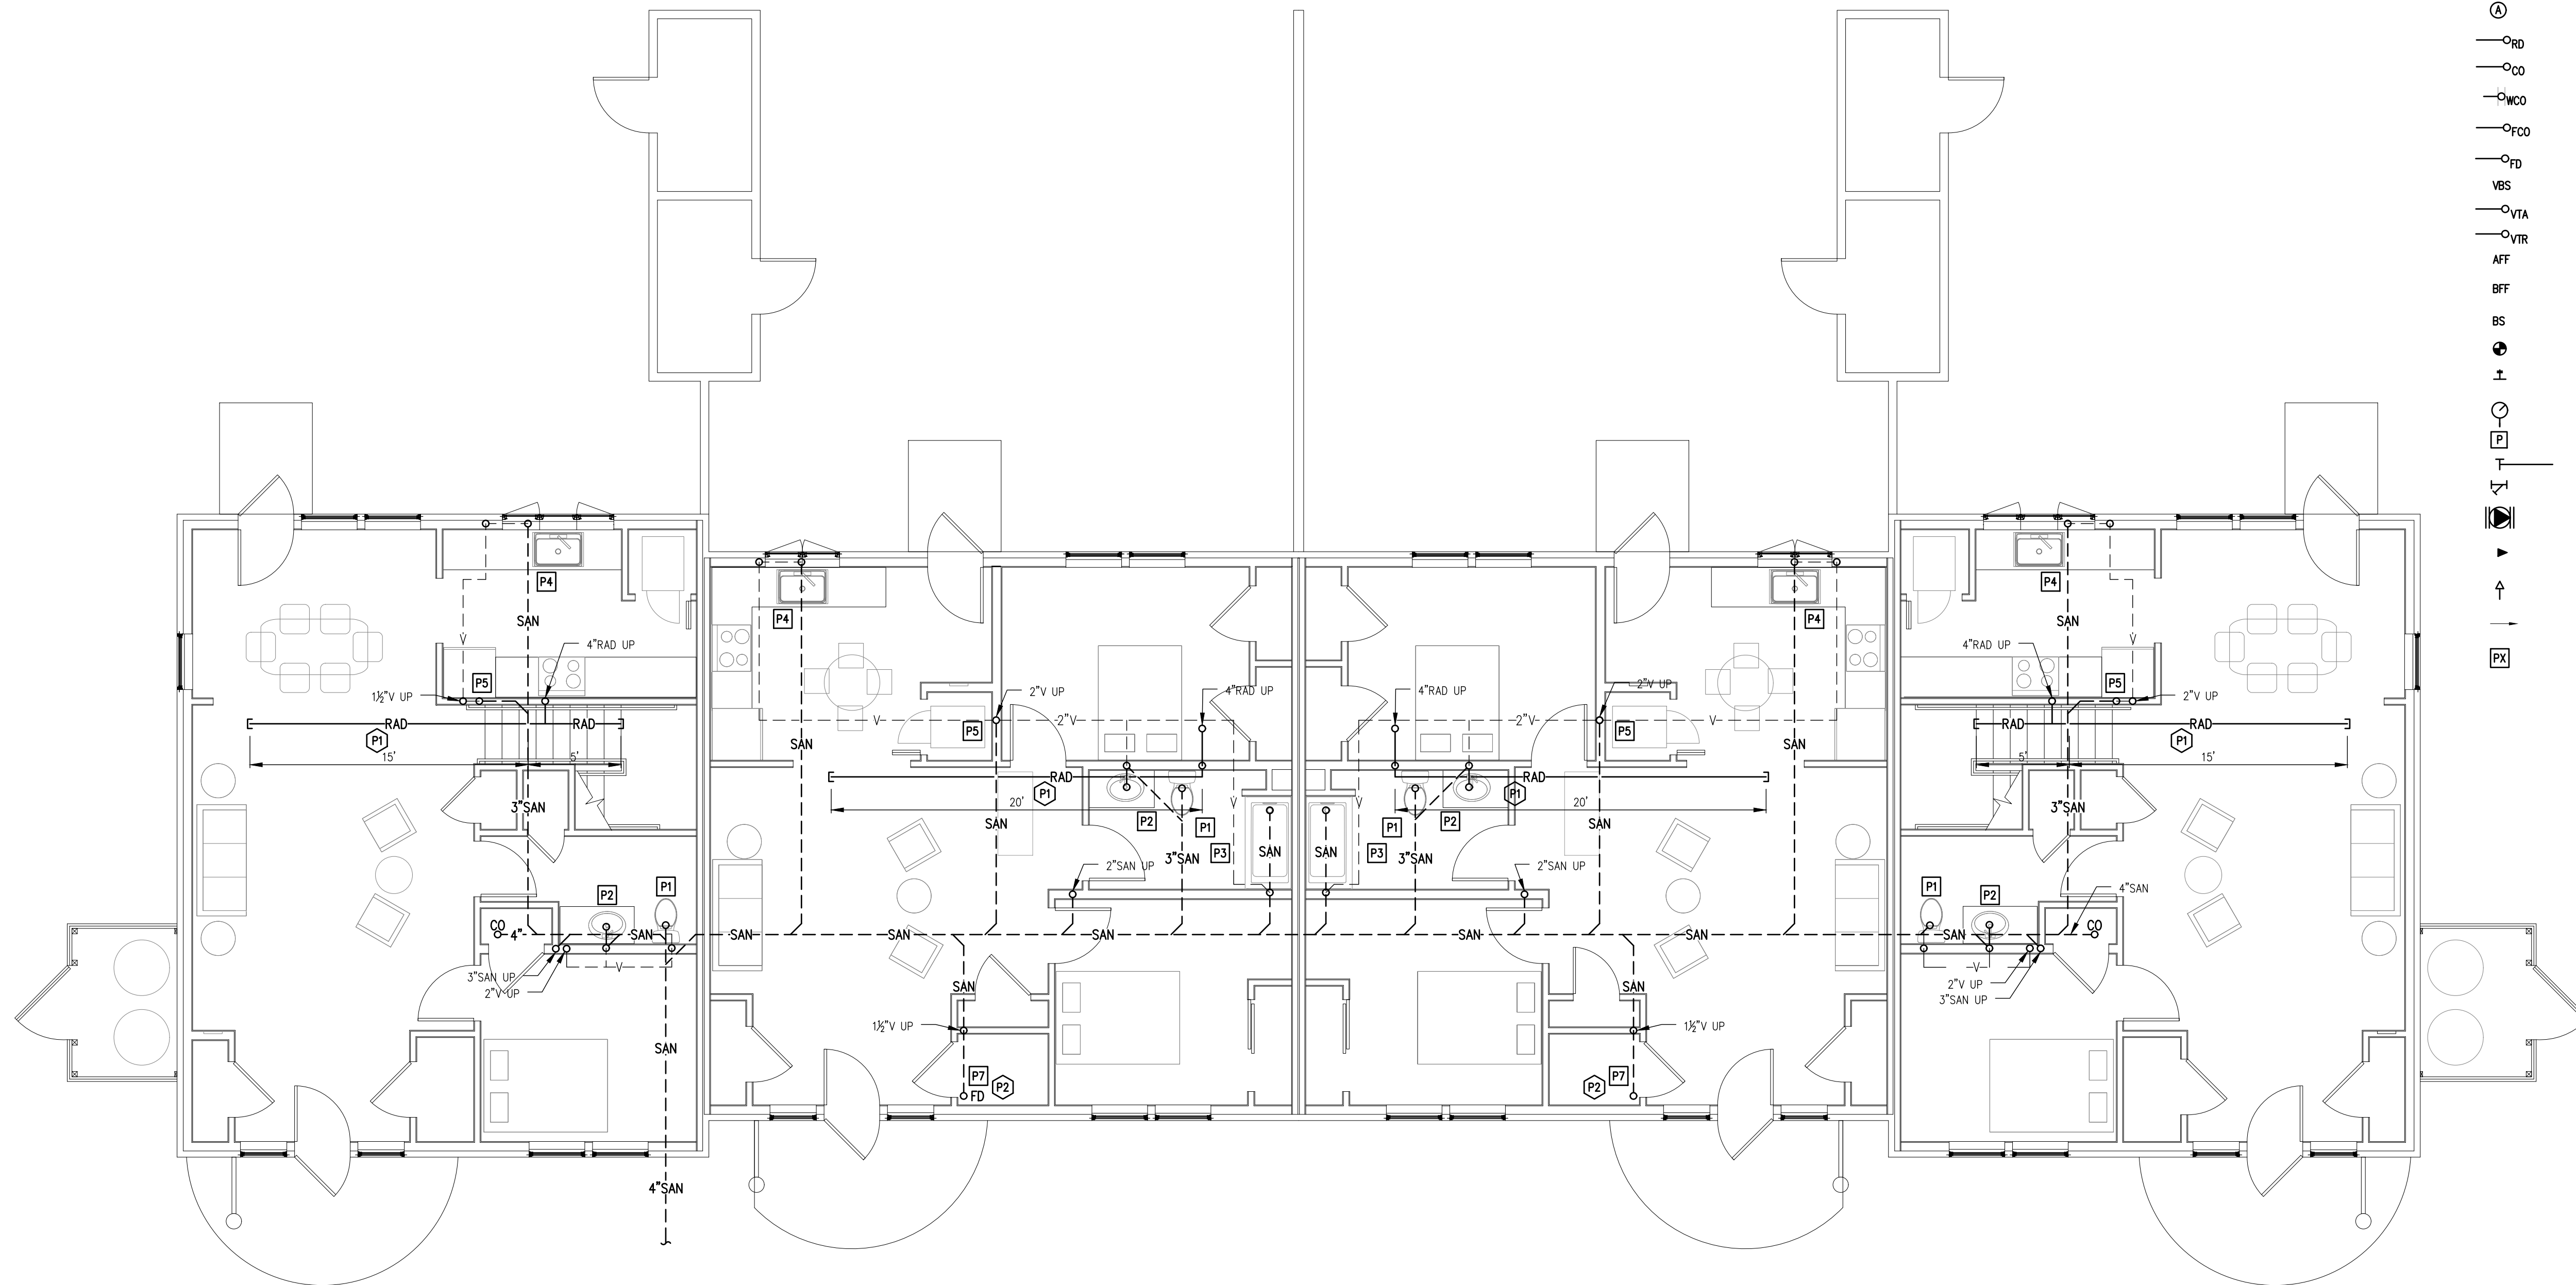 A
RD
CO
WCO
FCO
FD
VBS
VTA
VTR
AFF
BFF
BS
P
PX
P4
SAN
4"RAD UP
V
P5
1½"V UP
RAD
RAD
P1
15'
5'
3"SAN
P2
P1
CO
4"
SAN
3"SAN UP
V
2"V UP
SAN
4"SAN
P4
2"V UP
4"RAD UP
V
2"V
P5
SAN
RAD
P1
20'
V
P2
P1
SAN
3"SAN
P3
SAN
2"SAN UP
SAN
SAN
SAN
SAN
SAN
1½"V UP
P7
P2
FD
P4
4"RAD UP
2"V UP
2"V
V
P5
SAN
RAD
P1
20'
V
P1
P2
SAN
SAN
P3
3"SAN
2"SAN UP
SAN
SAN
SAN
1½"V UP
P2
P7
P4
SAN
4"RAD UP
V
P5
2"V UP
RAD
RAD
P1
5'
15'
3"SAN
P1
P2
4"SAN
SAN
CO
V
2"V UP
3"SAN UP